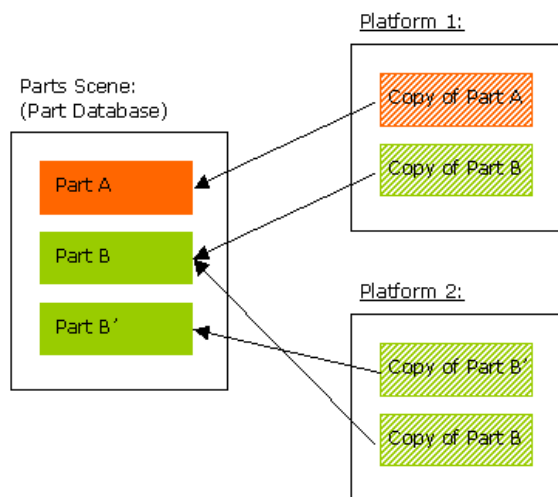 Parts Scene:
(Part Database)
Part A
Part B
Part B′
Platform 1:
Copy of Part A
Copy of Part B
Platform 2:
Copy of Part B′
Copy of Part B